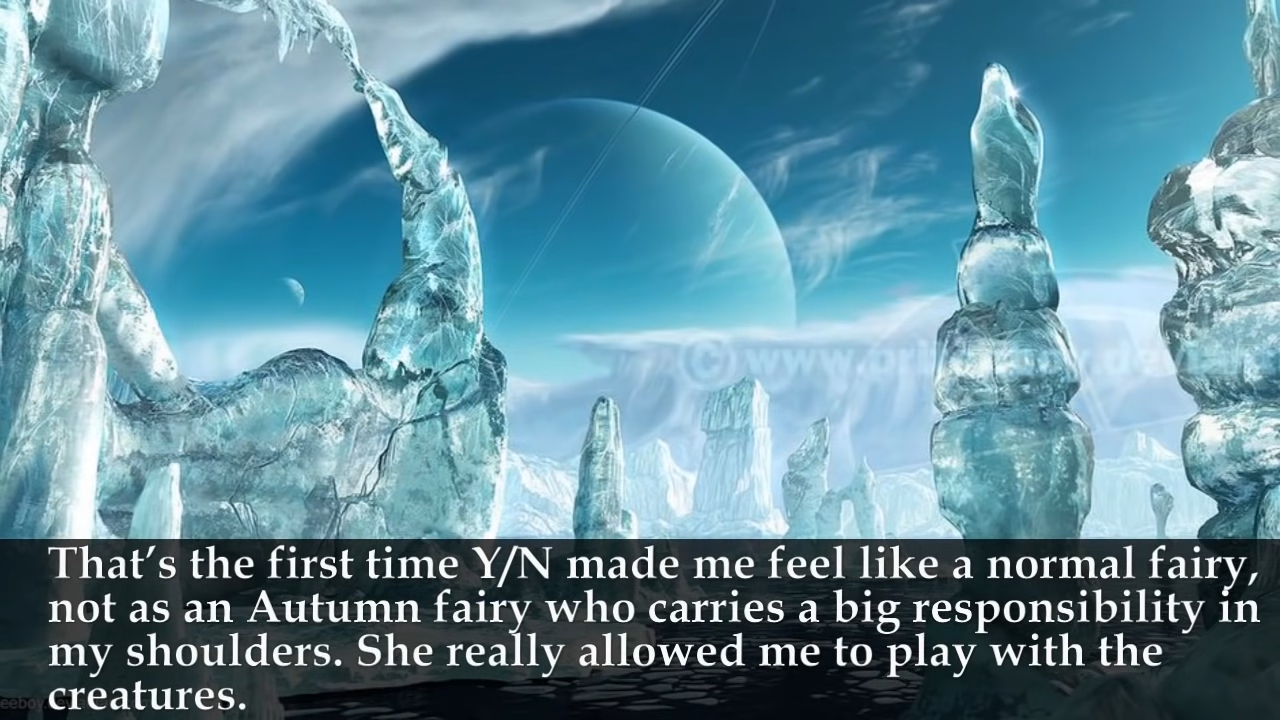 © www.
That’s the first time Y/N made me feel like a normal fairy,
not as an Autumn fairy who carries a big responsibility in
my shoulders. She really allowed me to play with the
creatures.